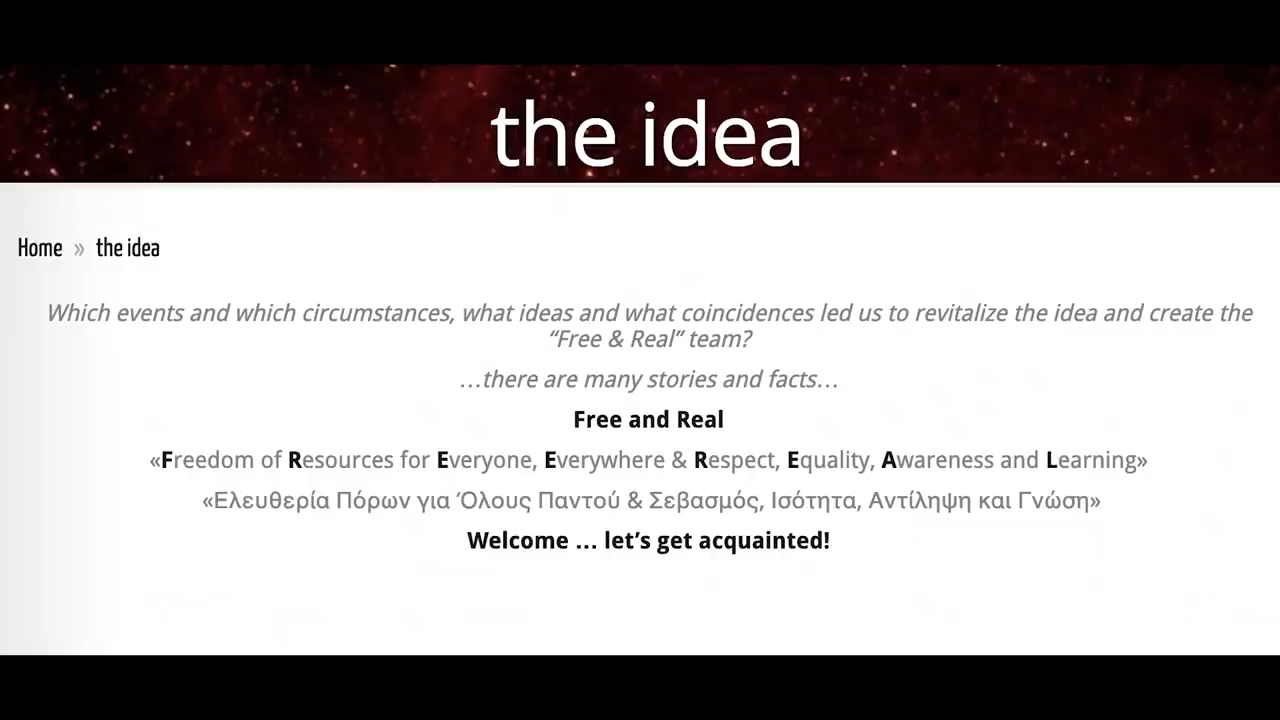 the idea
Home » the idea
Which events and which circumstances, what ideas and what coincidences led us to revitalize the idea and create the
“Free & Real” team?
…there are many stories and facts…
Free and Real
«Freedom of Resources for Everyone, Everywhere & Respect, Equality, Awareness and Learning»
«Ελευθερία Πόρων για Όλους Παντού & Σεβασμός, Ισότητα, Αντίληψη και Γνώση»
Welcome … let’s get acquainted!